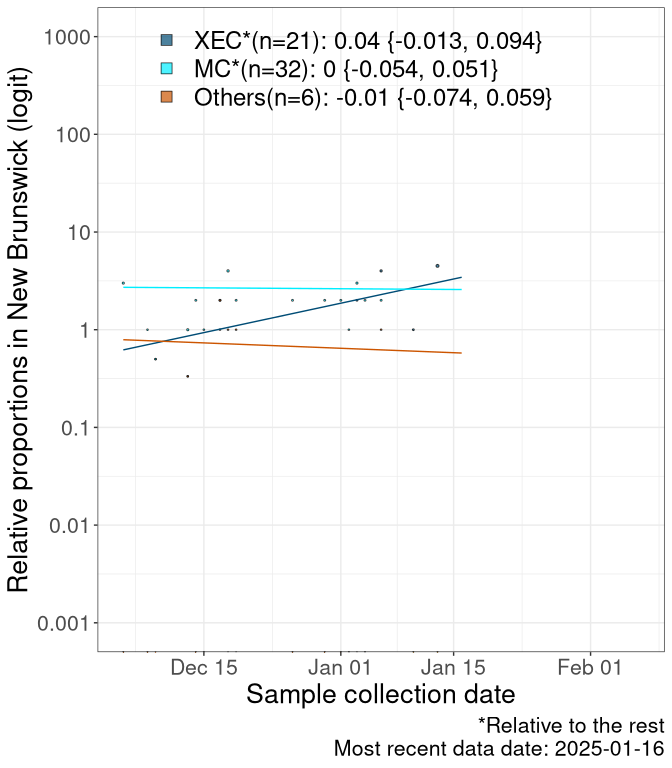 XEC*(n=21): 0.04 {-0.013, 0.094}
MC*(n=32): 0 {-0.054, 0.051}
Others(n=6): -0.01 {-0.074, 0.059}
Relative proportions in New Brunswick (logit)
1000
100
10
1
0.1
0.01
0.001
Dec 15
Jan 01
Jan 15
Feb 01
Sample collection date
*Relative to the rest
Most recent data date: 2025-01-16